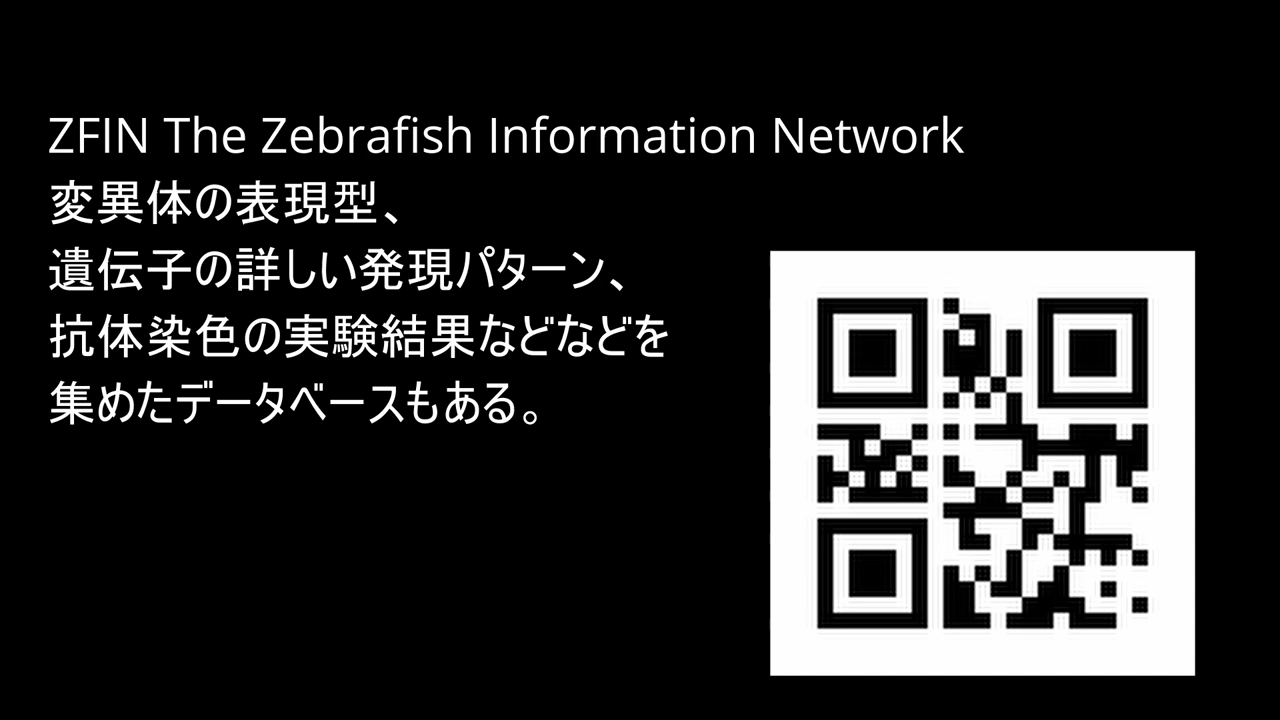 ZFIN The Zebrafish Information Network
変異体の表現型、
遺伝子の詳しい発現パターン、
抗体染色の実験結果などなどを
集めたデータベースもある。